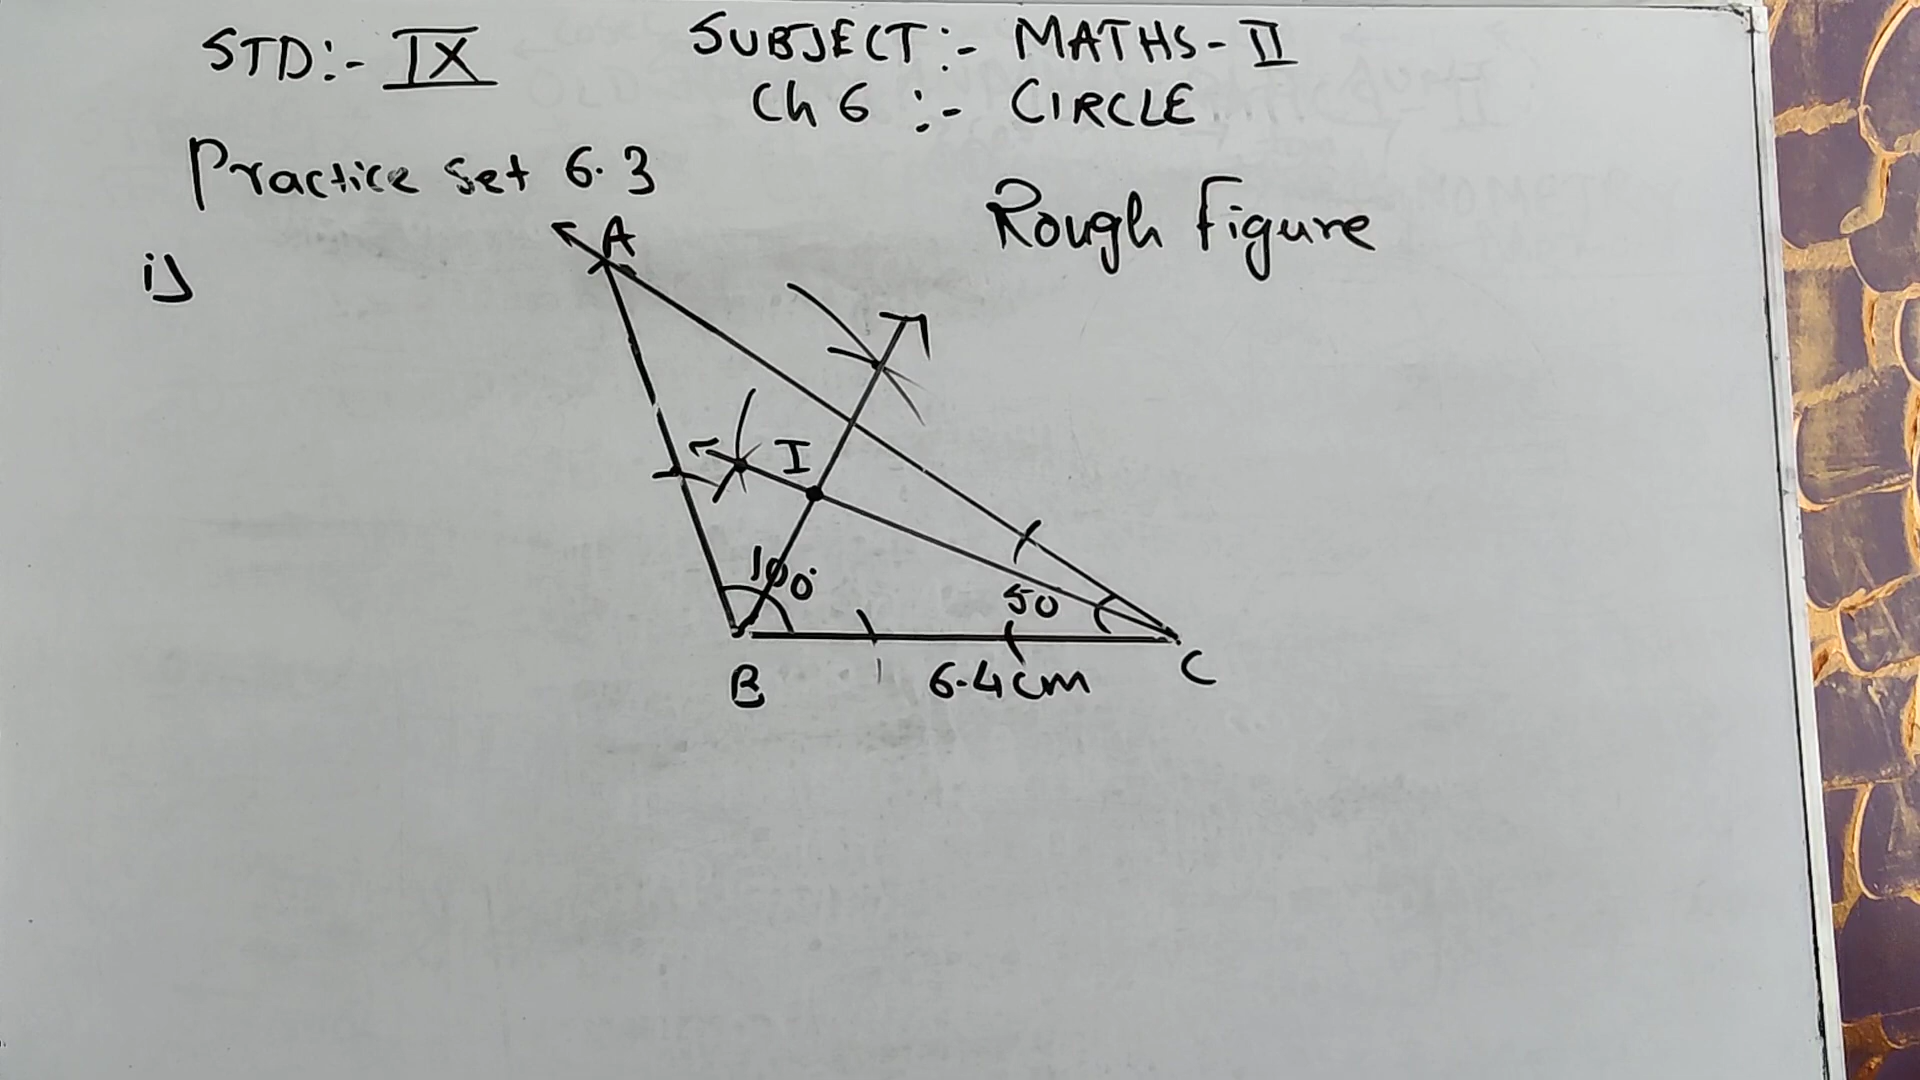 STD:- IX
SUBJECT:- MATHS-II
Ch 6 :- CIRCLE
Practice Set 6.3
Rough Figure
i)
A
I
100°
50
B
6.4cm
C